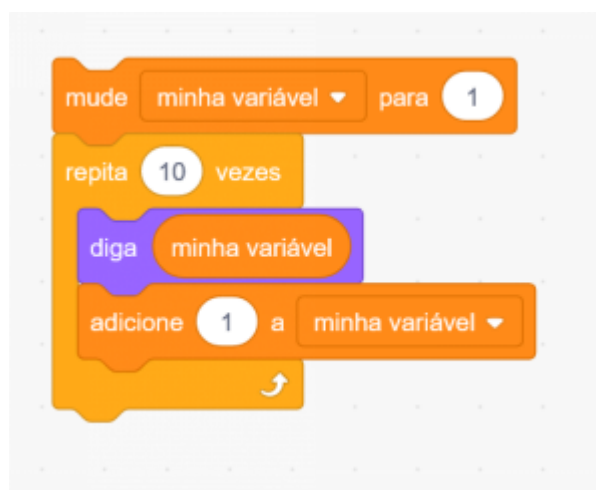 mude minha variável para 1
repita 10 vezes
diga minha variável
adicione 1 a minha variável